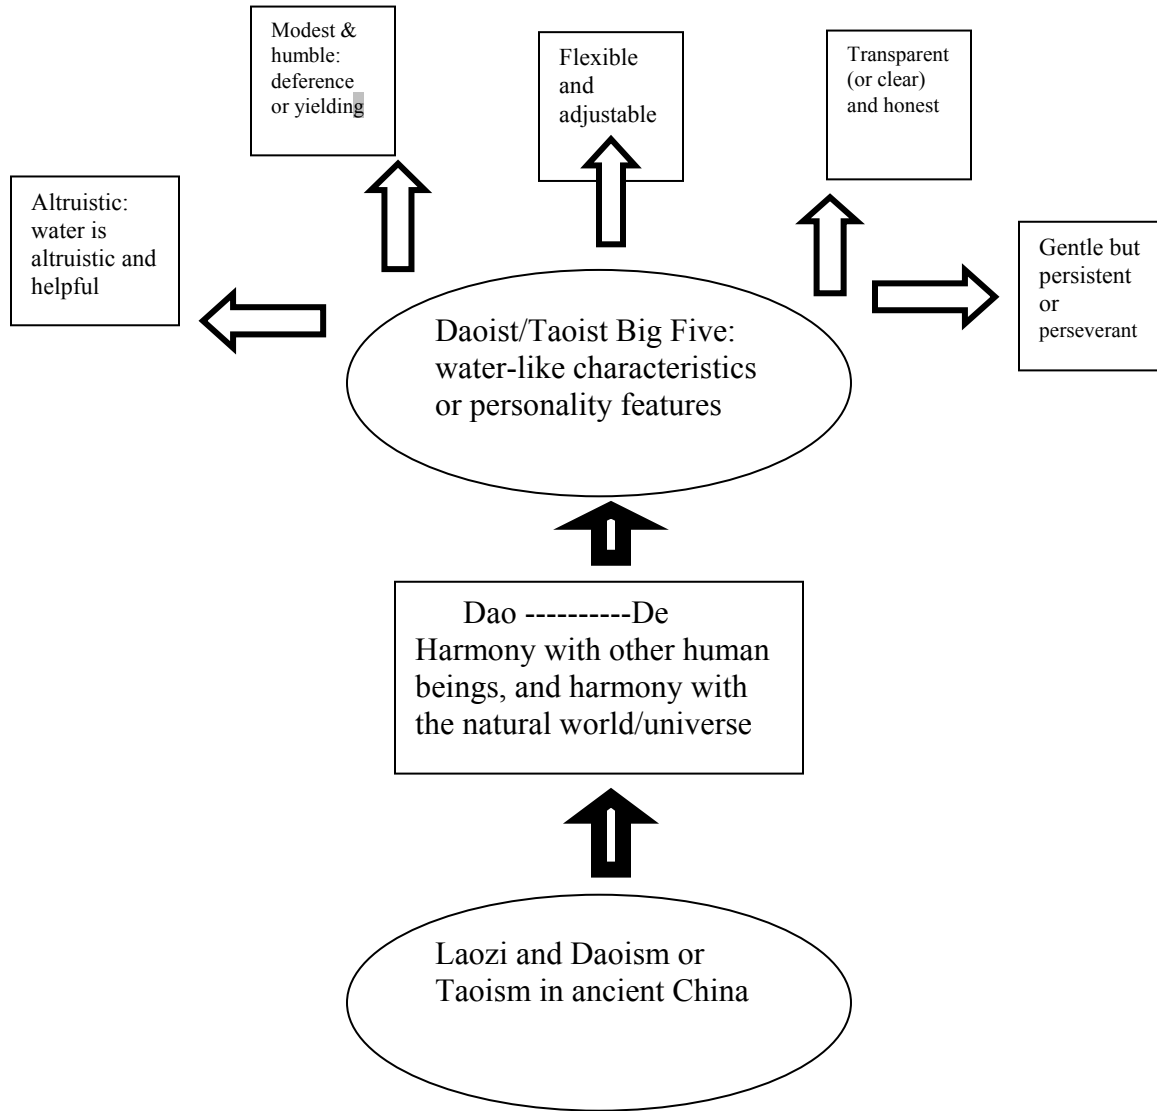 Modest &
humble:
deference
or yielding
Flexible
and
adjustable
Transparent
(or clear)
and honest
Altruistic:
water is
altruistic and
helpful
Gentle but
persistent
or
perseverant
Daoist/Taoist Big Five:
water-like characteristics
or personality features
Dao ----------De
Harmony with other human
beings, and harmony with
the natural world/universe
Laozi and Daoism or
Taoism in ancient China